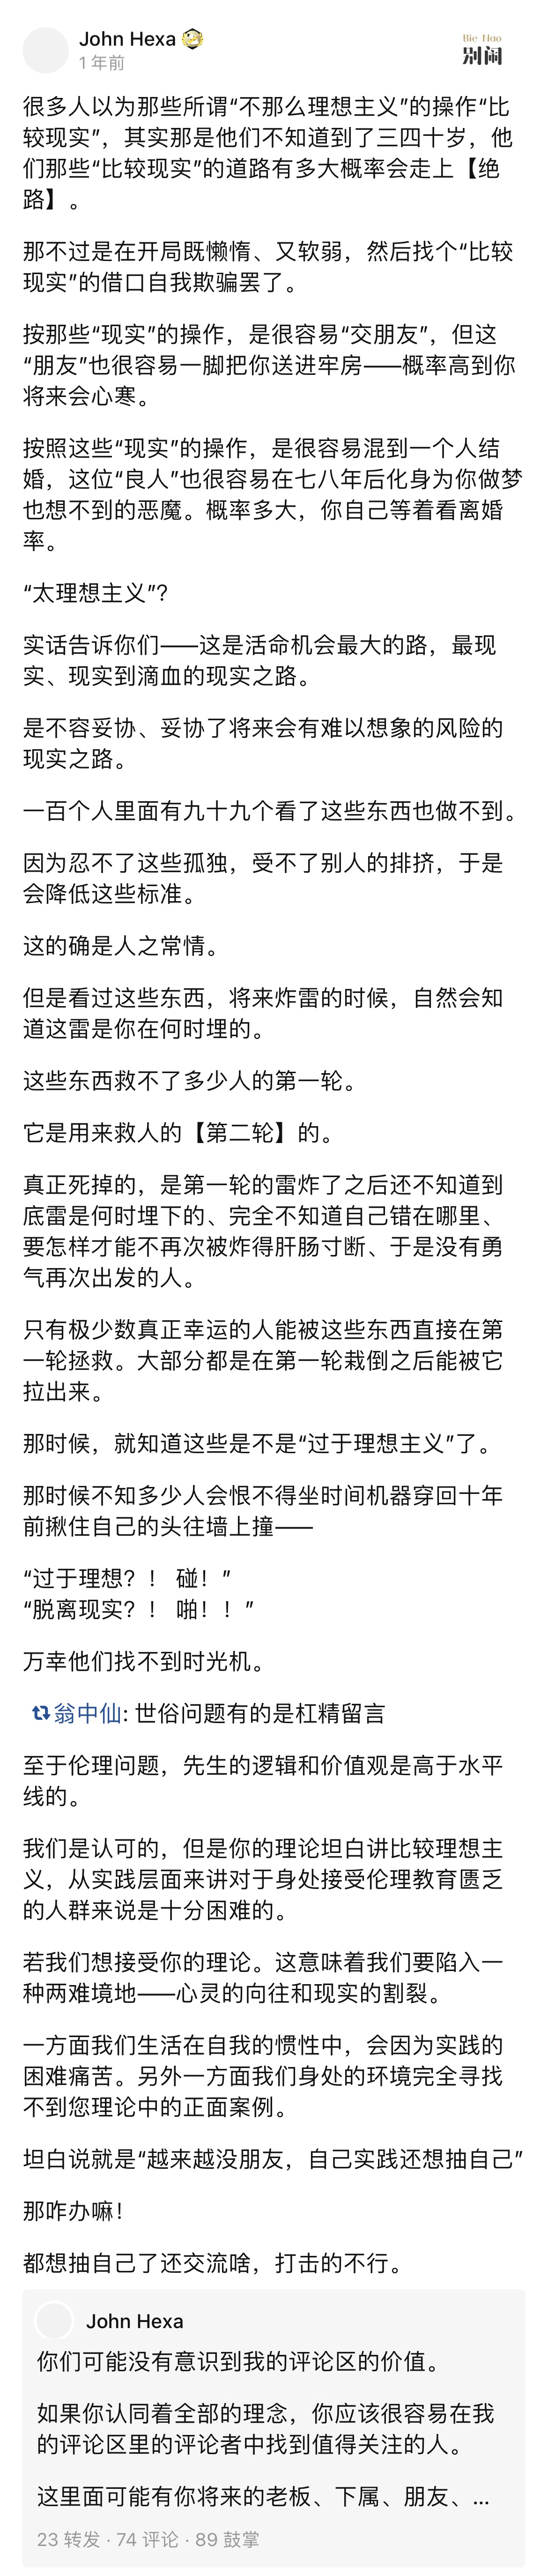 John Hexa
1 年前
Bie Nao
别闹
很多人以为那些所谓“不那么理想主义”的操作“比
较现实”，其实那是他们不知道到了三四十岁，他
们那些“比较现实”的道路有多大概率会走上【绝
路】。
那不过是在开局既懒惰、又软弱，然后找个“比较
现实”的借口自我欺骗罢了。
按那些“现实”的操作，是很容易“交朋友”，但这
“朋友”也很容易一脚把你送进牢房——概率高到你
将来会心寒。
按照这些“现实”的操作，是很容易混到一个人结
婚，这位“良人”也很容易在七八年后化身为你做梦
也想不到的恶魔。概率多大，你自己等着看离婚
率。
“太理想主义”？
实话告诉你们——这是活命机会最大的路，最现
实、现实到滴血的现实之路。
是不容妥协、妥协了将来会有难以想象的风险的
现实之路。
一百个人里面有九十九个看了这些东西也做不到。
因为忍不了这些孤独，受不了别人的排挤，于是
会降低这些标准。
这的确是人之常情。
但是看过这些东西，将来炸雷的时候，自然会知
道这雷是你在何时埋的。
这些东西救不了多少人的第一轮。
它是用来救人的【第二轮】的。
真正死掉的，是第一轮的雷炸了之后还不知道到
底雷是何时埋下的、完全不知道自己错在哪里、
要怎样才能不再次被炸得肝肠寸断、于是没有勇
气再次出发的人。
只有极少数真正幸运的人能被这些东西直接在第
一轮拯救。大部分都是在第一轮栽倒之后能被它
拉出来。
那时候，就知道这些是不是“过于理想主义”了。
那时候不知多少人会恨不得坐时间机器穿回十年
前揪住自己的头往墙上撞——
“过于理想？！ 碰！”
“脱离现实？！ 啪！！”
万幸他们找不到时光机。
翁中仙: 世俗问题有的是杠精留言
至于伦理问题，先生的逻辑和价值观是高于水平
线的。
我们是认可的，但是你的理论坦白讲比较理想主
义，从实践层面来讲对于身处接受伦理教育匮乏
的人群来说是十分困难的。
若我们想接受你的理论。这意味着我们要陷入一
种两难境地——心灵的向往和现实的割裂。
一方面我们生活在自我的惯性中，会因为实践的
困难痛苦。另外一方面我们身处的环境完全寻找
不到您理论中的正面案例。
坦白说就是“越来越没朋友，自己实践还想抽自己”
那咋办嘛！
都想抽自己了还交流啥，打击的不行。
John Hexa
你们可能没有意识到我的评论区的价值。
如果你认同着全部的理念，你应该很容易在我
的评论区里的评论者中找到值得关注的人。
这里面可能有你将来的老板、下属、朋友、...
23 转发 · 74 评论 · 89 鼓掌